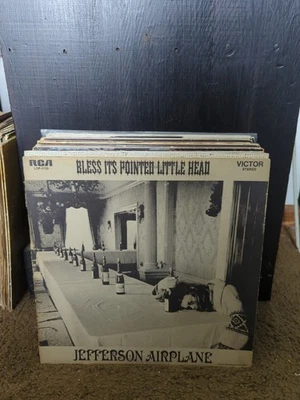 BLESS ITS POINTED LITTLE HEAD
RCA
VICTOR
STEREO
JEFFERSON AIRPLANE